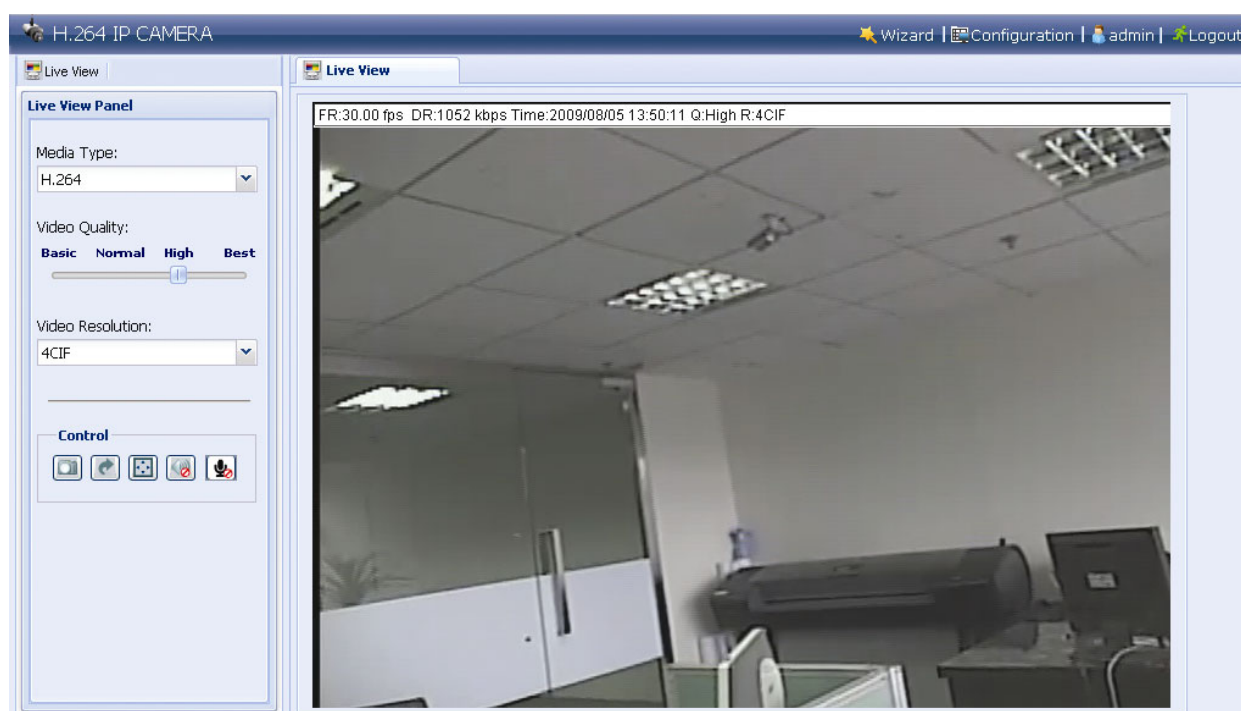 H.264 IP CAMERA
Wizard | Configuration | admin | Logout
Live View
Live View
Live View Panel
FR:30.00 fps DR:1052 kbps Time:2009/08/05 13:50:11 Q:High R:4CIF
Media Type:
H.264
Video Quality:
Basic Normal High Best
Video Resolution:
4CIF
Control